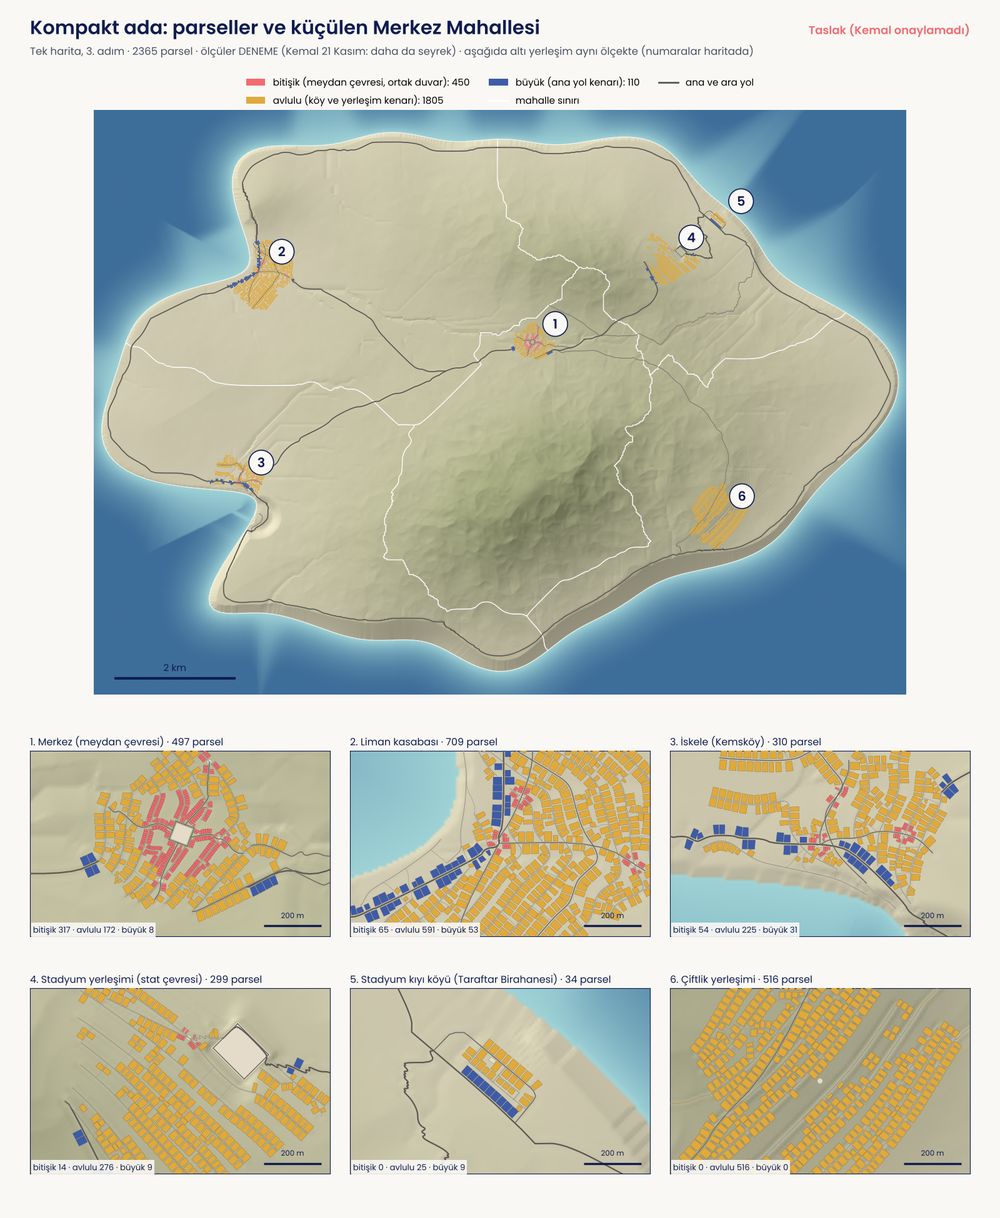 Kompakt ada: parseller ve küçülen Merkez Mahallesi
Taslak (Kemal onaylamadı)
Tek harita, 3. adım · 2365 parsel · ölçüler DENEME (Kemal 21 Kasım: daha da seyrek) · aşağıda altı yerleşim aynı ölçekte (numaralar haritada)
bitişik (meydan çevresi, ortak duvar): 450
büyük (ana yol kenarı): 110
ana ve ara yol
avlulu (köy ve yerleşim kenarı): 1805
mahalle sınırı
5
4
2
1
3
6
2 km
1. Merkez (meydan çevresi) · 497 parsel
200 m
bitişik 317 · avlulu 172 · büyük 8
2. Liman kasabası · 709 parsel
200 m
bitişik 65 · avlulu 591 · büyük 53
3. İskele (Kemsköy) · 310 parsel
200 m
bitişik 54 · avlulu 225 · büyük 31
4. Stadyum yerleşimi (stat çevresi) · 299 parsel
200 m
bitişik 14 · avlulu 276 · büyük 9
5. Stadyum kıyı köyü (Taraftar Birahanesi) · 34 parsel
200 m
bitişik 0 · avlulu 25 · büyük 9
6. Çiftlik yerleşimi · 516 parsel
200 m
bitişik 0 · avlulu 516 · büyük 0